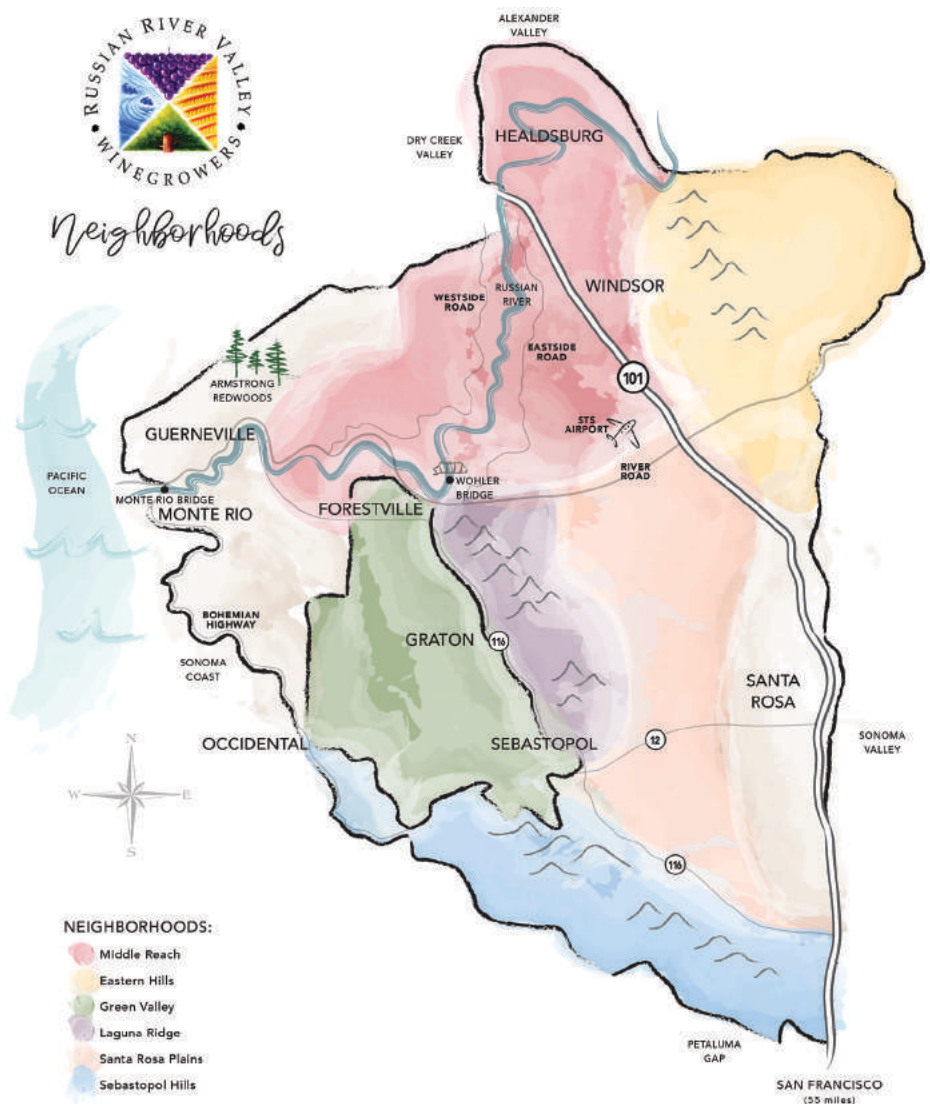 RUSSIAN RIVER VALLEY
• WINEGROWERS •
Neighborhoods
ALEXANDER
VALLEY
HEALDSBURG
DRY CREEK
VALLEY
WINDSOR
WESTSIDE
ROAD
RUSSIAN
RIVER
EASTSIDE
ROAD
101
ARMSTRONG
REDWOODS
STS
AIRPORT
GUERNEVILLE
RIVER
ROAD
PACIFIC
OCEAN
WOHLER
BRIDGE
MONTE RIO BRIDGE
MONTE RIO
FORESTVILLE
BOHEMIAN
HIGHWAY
GRATON
116
SONOMA
COAST
SANTA
ROSA
OCCIDENTAL
SEBASTOPOL
12
SONOMA
VALLEY
N
W
E
S
116
NEIGHBORHOODS:
Middle Reach
Eastern Hills
Green Valley
Laguna Ridge
Santa Rosa Plains
Sebastopol Hills
PETALUMA
GAP
SAN FRANCISCO
(55 miles)